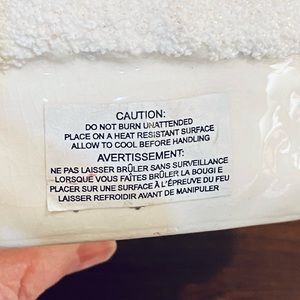 CAUTION:
DO NOT BURN UNATTENDED
PLACE ON A HEAT RESISTANT SURFACE
ALLOW TO COOL BEFORE HANDLING
AVERTISSEMENT:
NE PAS LAISSER BRÛLER SANS SURVEILLANCE
LORSQUE VOUS FAÎTES BRÛLER LA BOUGI E
PLACER SUR UNE SURFACE À L'ÉPREUVE DU FEU
LAISSER REFROIDIR AVANT DE MANIPULER